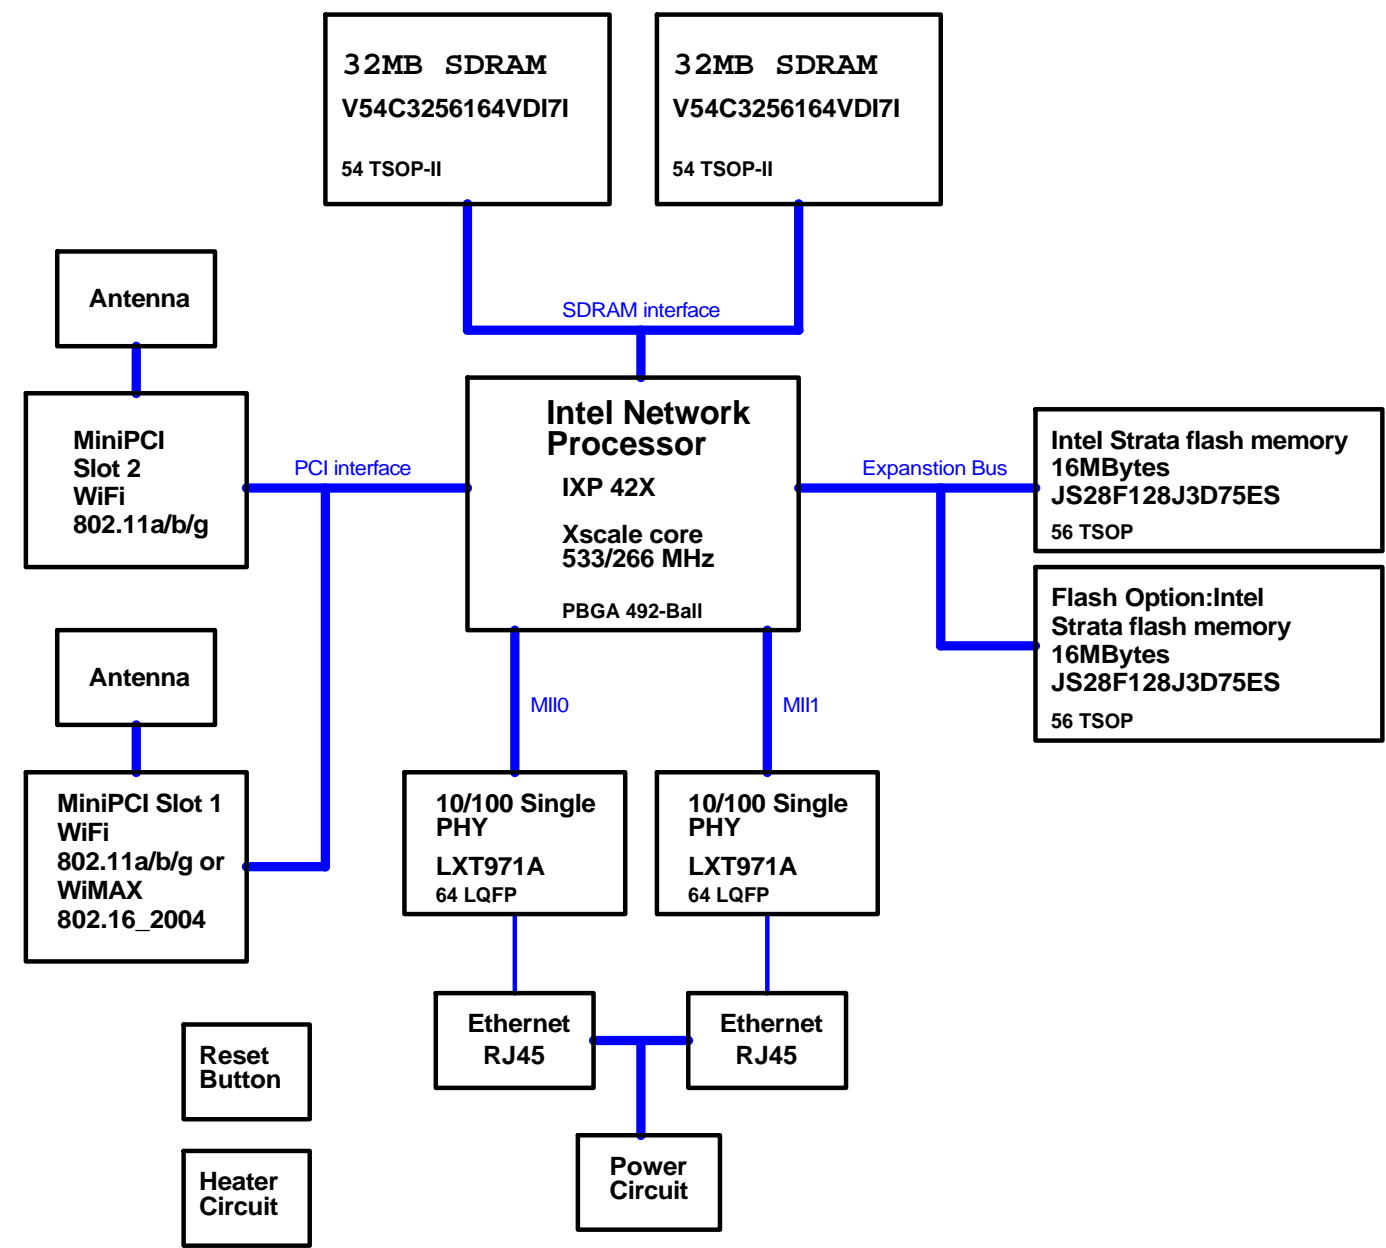 32MB SDRAM
V54C3256164VDI7I
54 TSOP-II
32MB SDRAM
V54C3256164VDI7I
54 TSOP-II
Antenna
SDRAM interface
MiniPCI
Slot 2
WiFi
802.11a/b/g
PCI interface
Intel Network
Processor
IXP 42X
Xscale core
533/266 MHz
PBGA 492-Ball
Expanstion Bus
Intel Strata flash memory
16MBytes
JS28F128J3D75ES
56 TSOP
Flash Option:Intel
Strata flash memory
16MBytes
JS28F128J3D75ES
56 TSOP
Antenna
MII0
MII1
MiniPCI Slot 1
WiFi
802.11a/b/g or
WiMAX
802.16_2004
10/100 Single
PHY
LXT971A
64 LQFP
10/100 Single
PHY
LXT971A
64 LQFP
Ethernet
RJ45
Ethernet
RJ45
Reset
Button
Power
Circuit
Heater
Circuit